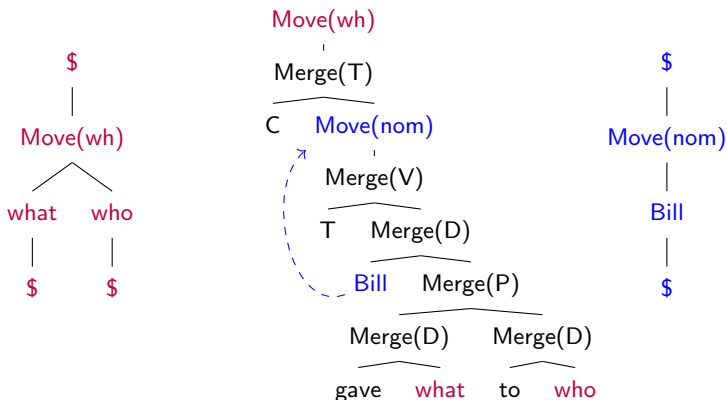 Move(wh)
$ Merge(T) $
Move(wh) C Move(nom) Move(nom)
Merge(V)
what who T Merge(D) Bill
$ $ Bill Merge(P) $
Merge(D) Merge(D)
gave what to who